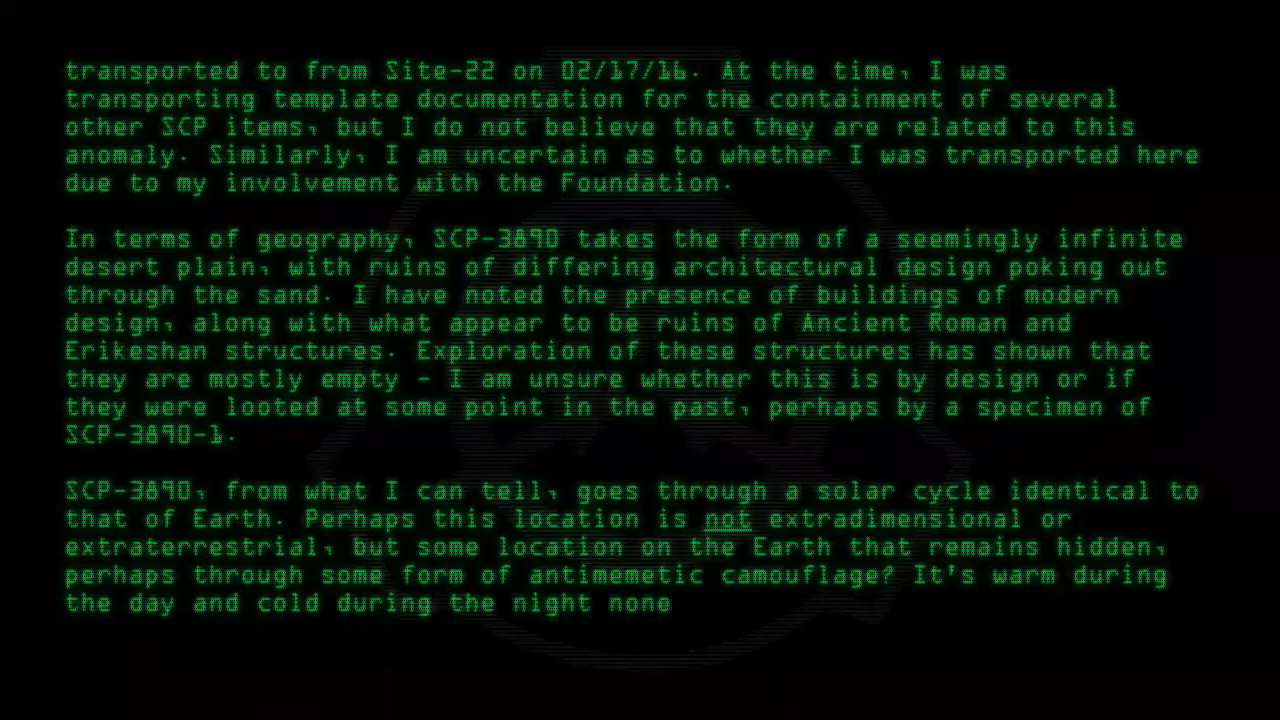 transported to from Site-22 on 02/17/16. At the time, I was
transporting template documentation for the containment of several
other SCP items, but I do not believe that they are related to this
anomaly. Similarly, I am uncertain as to whether I was transported here
due to my involvement with the Foundation.
In terms of geography, SCP-3890 takes the form of a seemingly infinite
desert plain, with ruins of differing architectural design poking out
through the sand. I have noted the presence of buildings of modern
design, along with what appear to be ruins of Ancient Roman and
Erikeshan structures. Exploration of these structures has shown that
they are mostly empty - I am unsure whether this is by design or if
they were looted at some point in the past, perhaps by a specimen of
SCP-3890-1.
SCP-3890, from what I can tell, goes through a solar cycle identical to
that of Earth. Perhaps this location is not extradimensional or
extraterrestrial, but some location on the Earth that remains hidden,
perhaps through some form of antimemetic camouflage? It's warm during
the day and cold during the night none